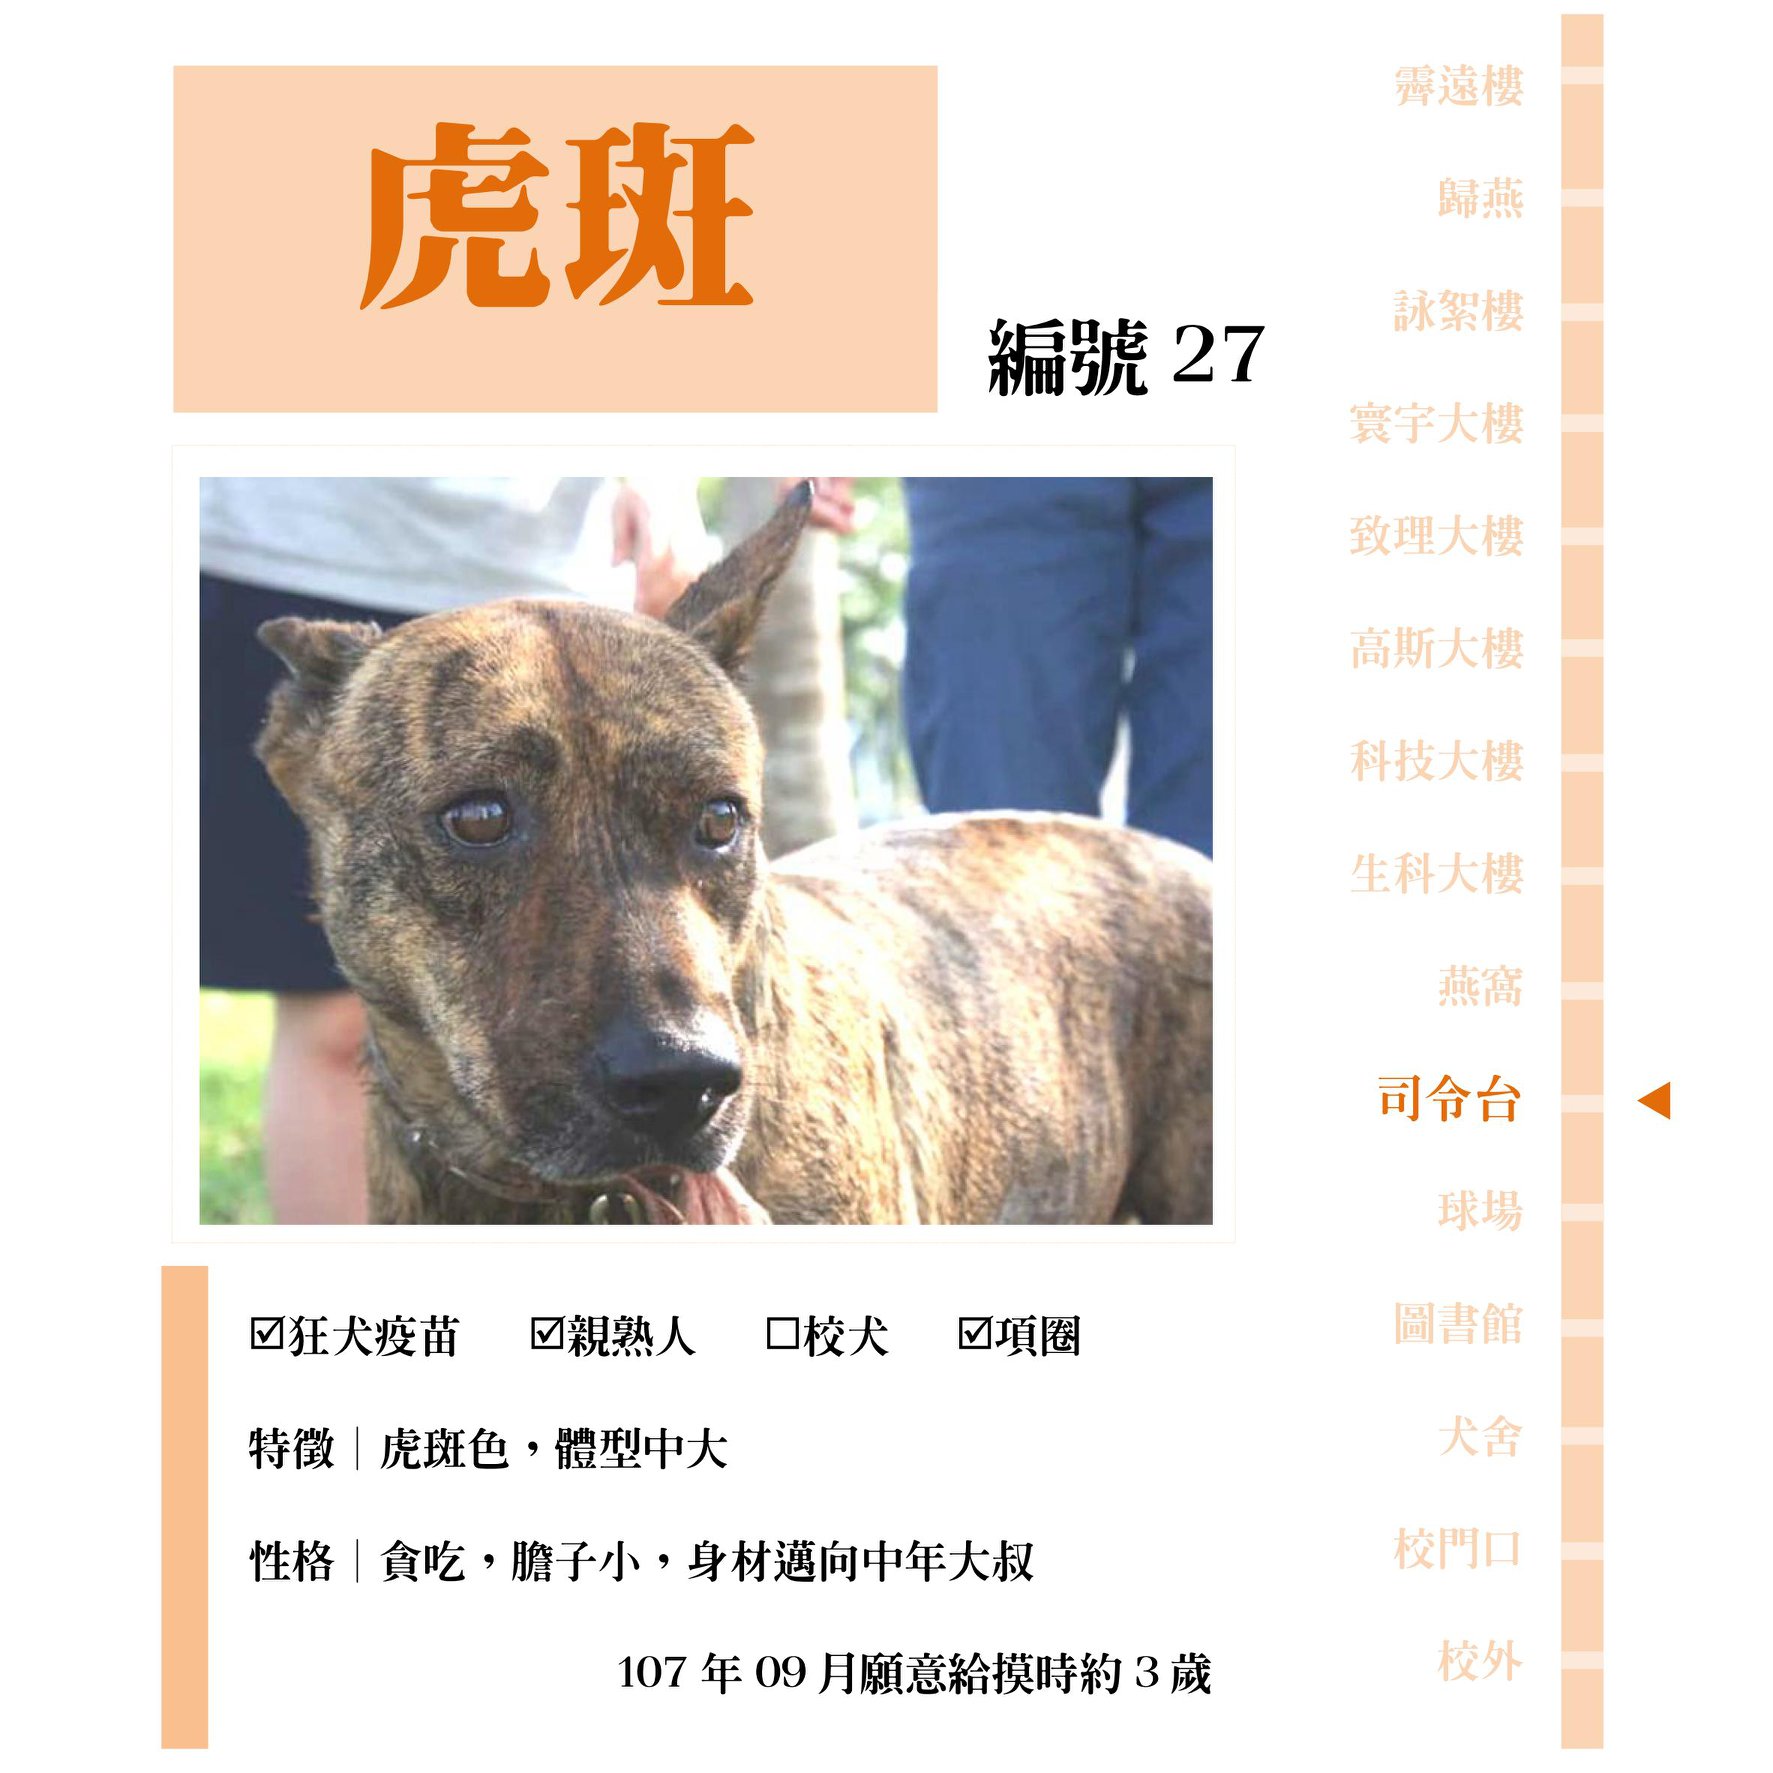 虎斑
編號 27
霽遠樓
歸燕
詠絮樓
寰宇大樓
致理大樓
高斯大樓
科技大樓
生科大樓
燕窩
司令台
球場
圖書館
犬舍
校門口
校外
☑狂犬疫苗 ☑親熟人 ☐校犬 ☑項圈
特徵｜虎斑色，體型中大
性格｜貪吃，膽子小，身材邁向中年大叔
107 年 09 月願意給摸時約 3 歲